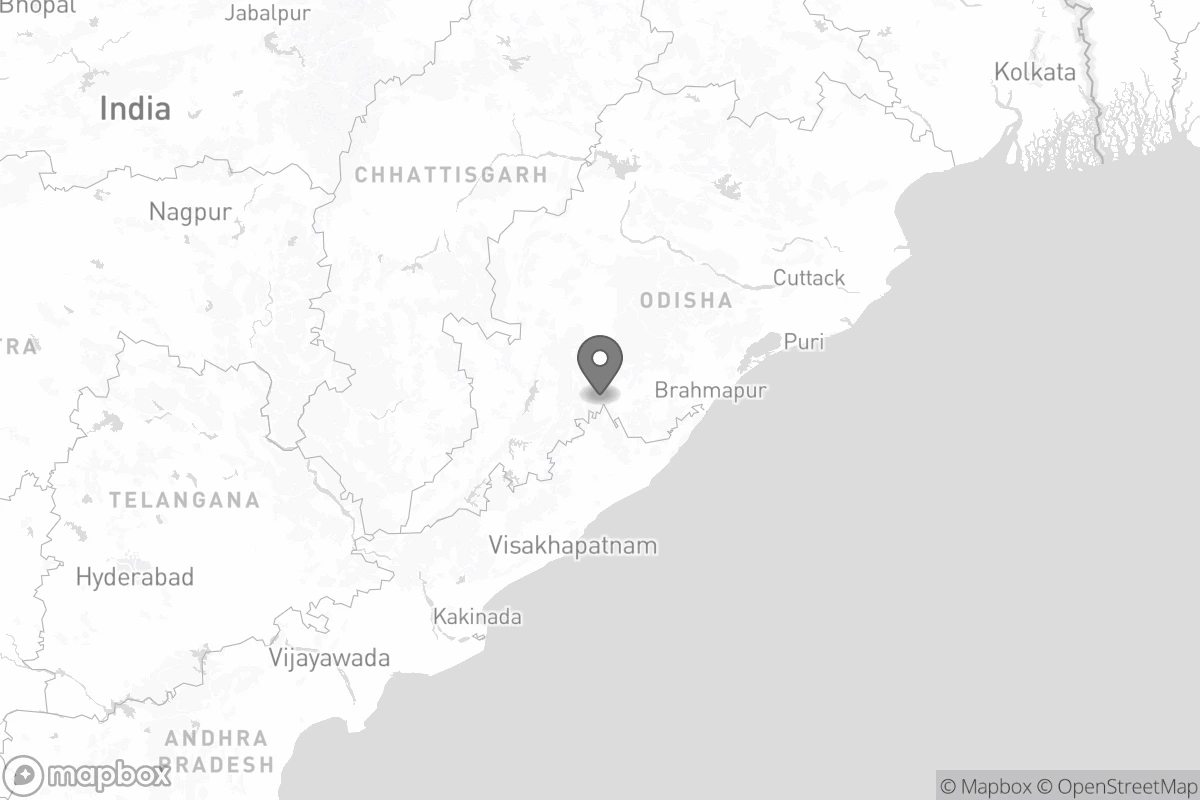 Bhopal
Jabalpur
Kolkata
India
CHHATTISGARH
Nagpur
Cuttack
ODISHA
Puri
TRA
Brahmapur
TELANGANA
Visakhapatnam
Hyderabad
Kakinada
Vijayawada
ANDHRA
PRADESH
mapbox
© Mapbox © OpenStreetMap